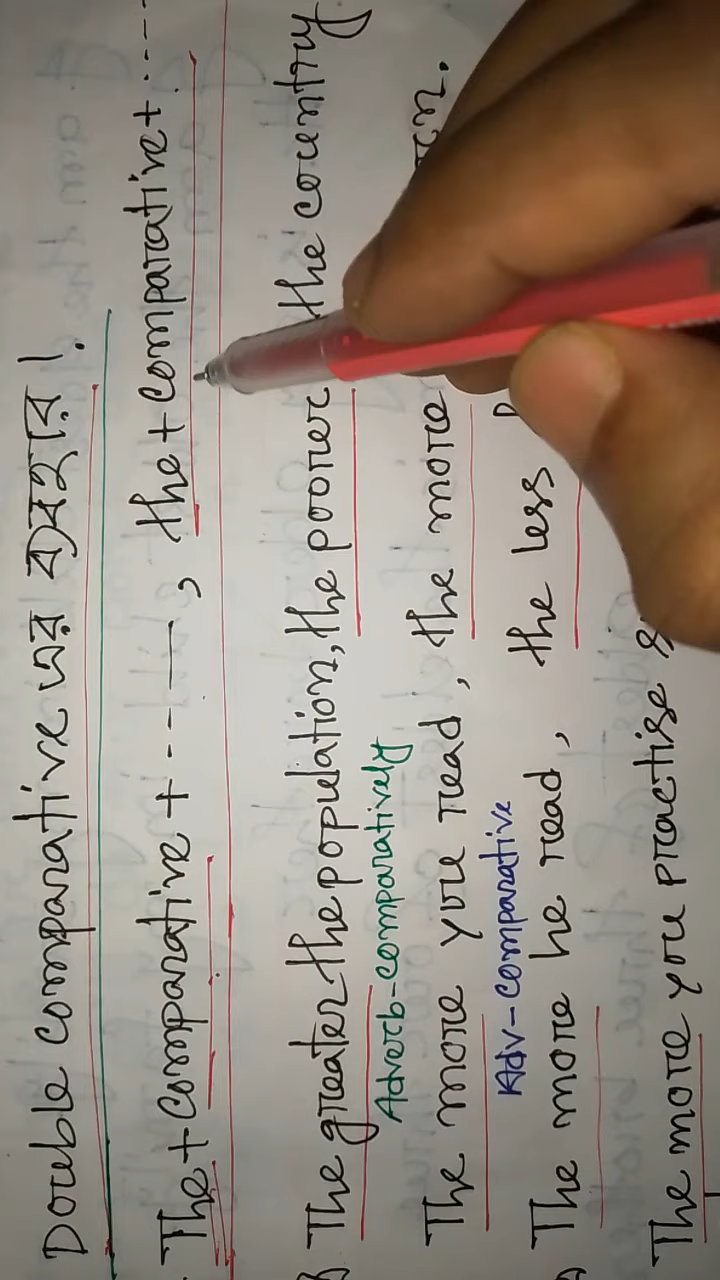 Double comparative এর ব্যবহার।
The + Comparative + ----, the + comparative + ....
The greater the population, the poorer the country
Adverb-comparatively
The more you read, the more
Adv-comparative
The more he read, the less
The more you practise